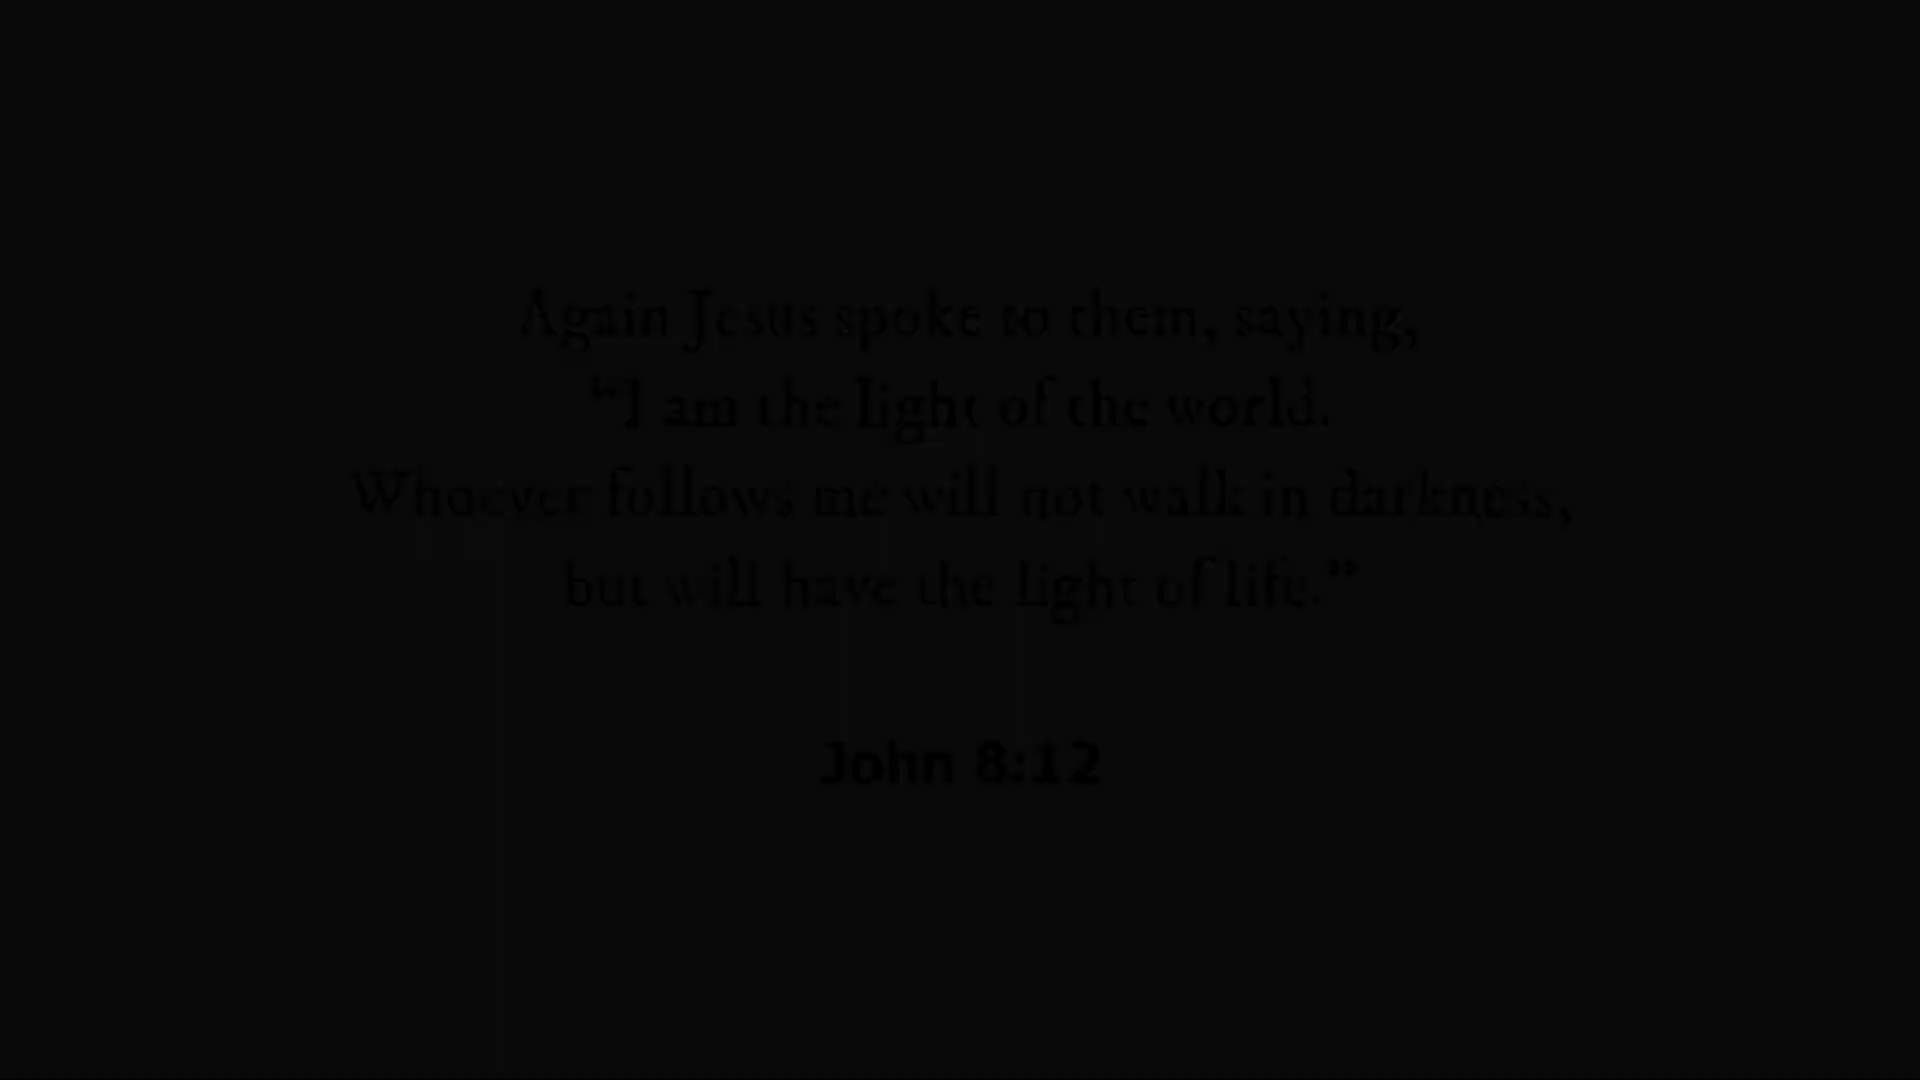 Again Jesus spoke to them, saying,
“I am the light of the world.
Whoever follows me will not walk in darkness,
but will have the light of life.”
John 8:12